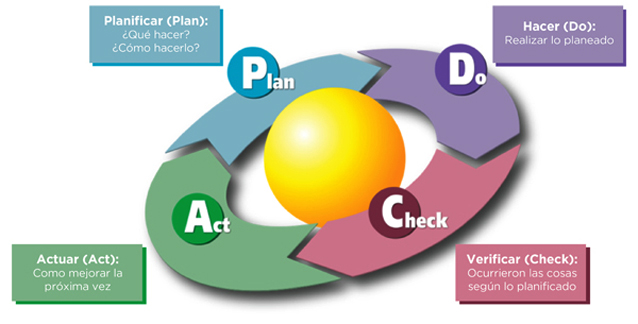 Planificar (Plan):
¿Qué hacer?
¿Cómo hacerlo?
Hacer (Do):
Realizar lo planeado
Plan
Do
Act
Check
Actuar (Act):
Como mejorar la
próxima vez
Verificar (Check):
Ocurrieron las cosas
según lo planificado